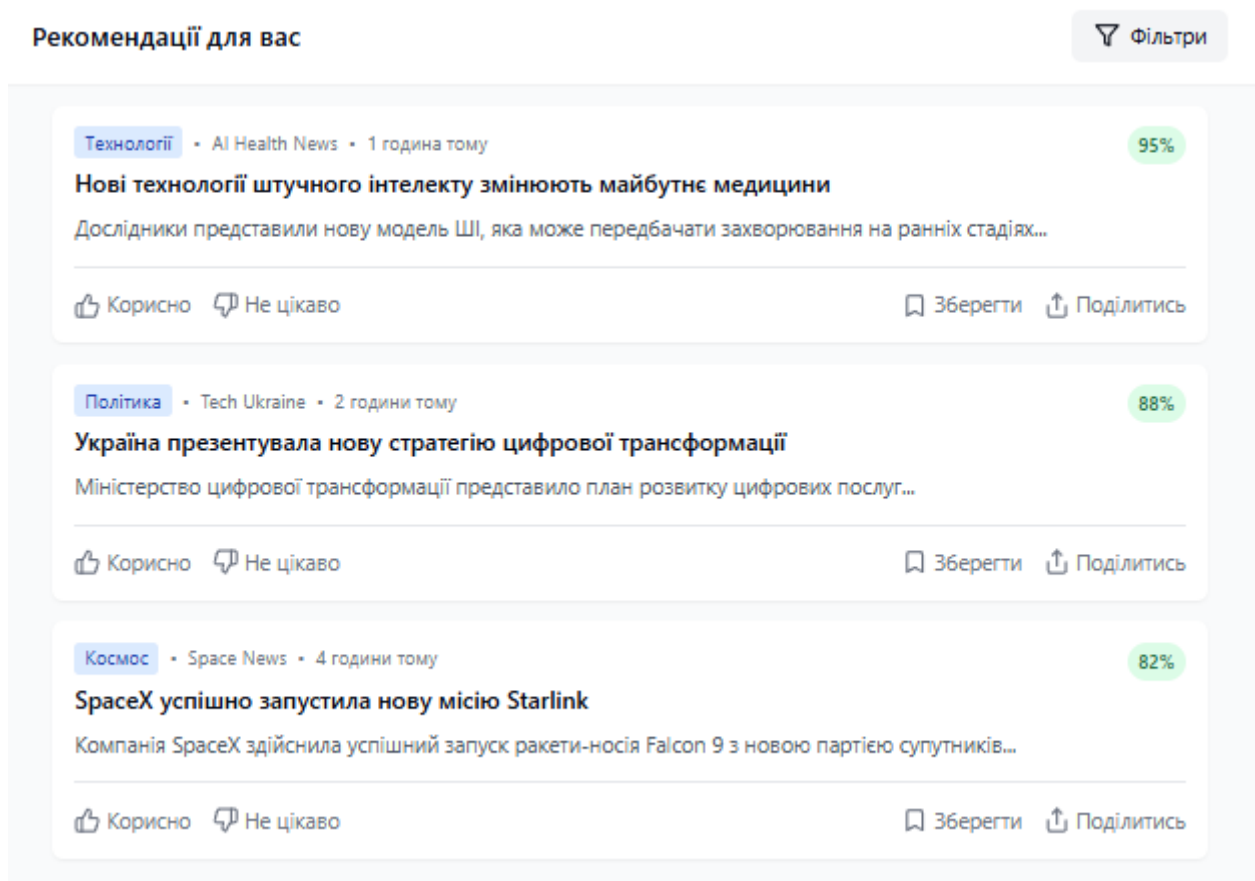 Рекомендації для вас
Фільтри
Технології • AI Health News • 1 година тому
95%
Нові технології штучного інтелекту змінюють майбутнє медицини
Дослідники представили нову модель ШІ, яка може передбачати захворювання на ранніх стадіях...
Корисно Не цікаво Зберегти Поділитись
Політика • Tech Ukraine • 2 години тому
88%
Україна презентувала нову стратегію цифрової трансформації
Міністерство цифрової трансформації представило план розвитку цифрових послуг...
Корисно Не цікаво Зберегти Поділитись
Космос • Space News • 4 години тому
82%
SpaceX успішно запустила нову місію Starlink
Компанія SpaceX здійснила успішний запуск ракети-носія Falcon 9 з новою партією супутників...
Корисно Не цікаво Зберегти Поділитись